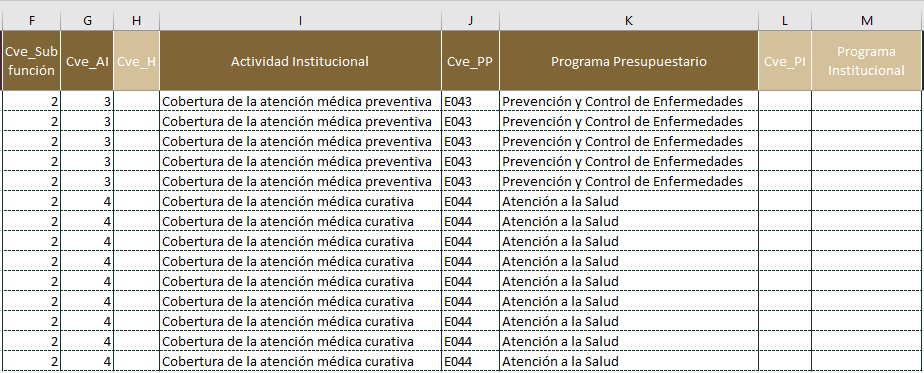 F G H I J K L M
Cve_Sub función Cve_AI Cve_H Actividad Institucional Cve_PP Programa Presupuestario Cve_PI Programa Institucional
2 3 Cobertura de la atención médica preventiva E043 Prevención y Control de Enfermedades
2 3 Cobertura de la atención médica preventiva E043 Prevención y Control de Enfermedades
2 3 Cobertura de la atención médica preventiva E043 Prevención y Control de Enfermedades
2 3 Cobertura de la atención médica preventiva E043 Prevención y Control de Enfermedades
2 3 Cobertura de la atención médica preventiva E043 Prevención y Control de Enfermedades
2 4 Cobertura de la atención médica curativa E044 Atención a la Salud
2 4 Cobertura de la atención médica curativa E044 Atención a la Salud
2 4 Cobertura de la atención médica curativa E044 Atención a la Salud
2 4 Cobertura de la atención médica curativa E044 Atención a la Salud
2 4 Cobertura de la atención médica curativa E044 Atención a la Salud
2 4 Cobertura de la atención médica curativa E044 Atención a la Salud
2 4 Cobertura de la atención médica curativa E044 Atención a la Salud
2 4 Cobertura de la atención médica curativa E044 Atención a la Salud
2 4 Cobertura de la atención médica curativa E044 Atención a la Salud